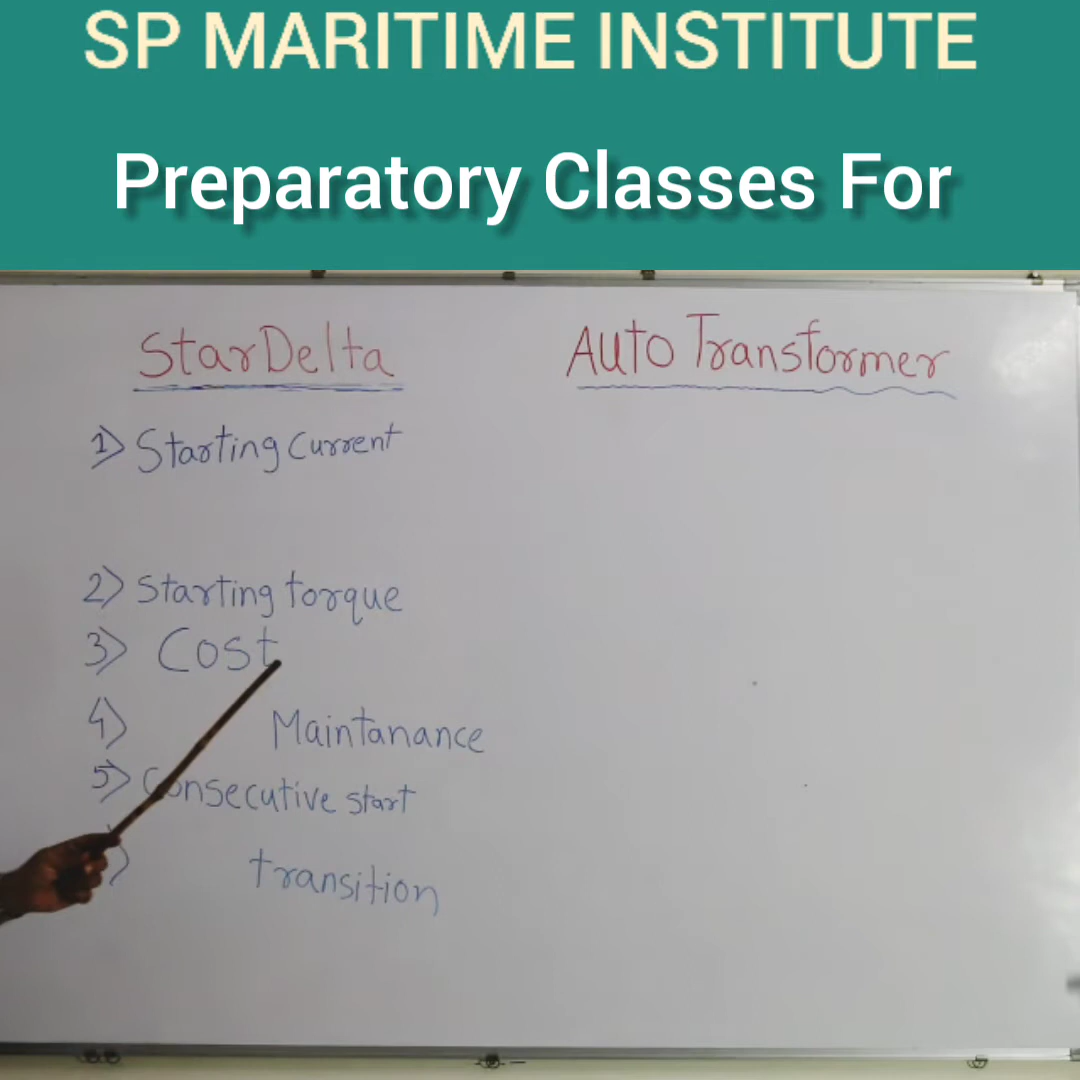 SP MARITIME INSTITUTE
Preparatory Classes For
StarDelta
Auto Transformer
1) Starting Current
2) Starting torque
3) Cost
4) Maintanance
5) Consecutive start
) transition